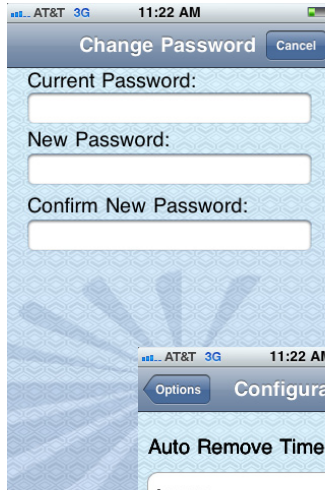 AT&T 3G 11:22 AM
Change Password Cancel
Current Password:
New Password:
Confirm New Password:
AT&T 3G 11:22 AM
Options Configura
Auto Remove Time